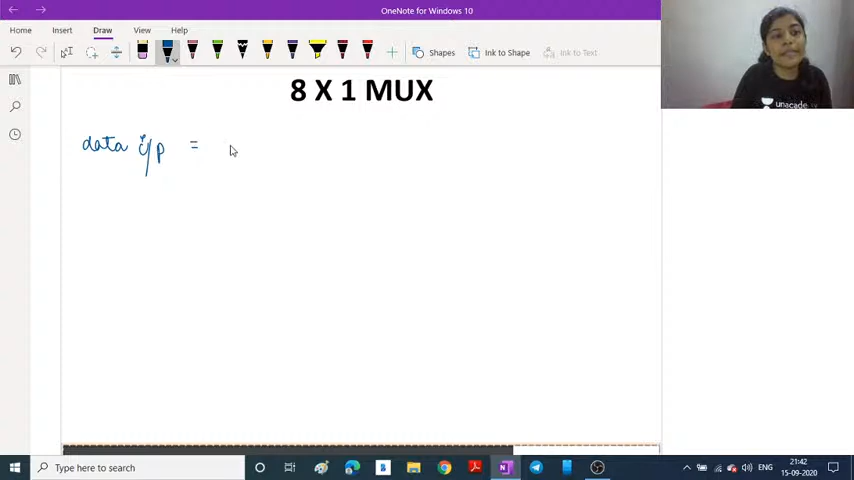 OneNote for Windows 10
Home Insert Draw View Help
Shapes Ink to Shape Ink to Text
8 X 1 MUX
unacade
data i/p =
Type here to search
ENG
21:42
15-09-2020